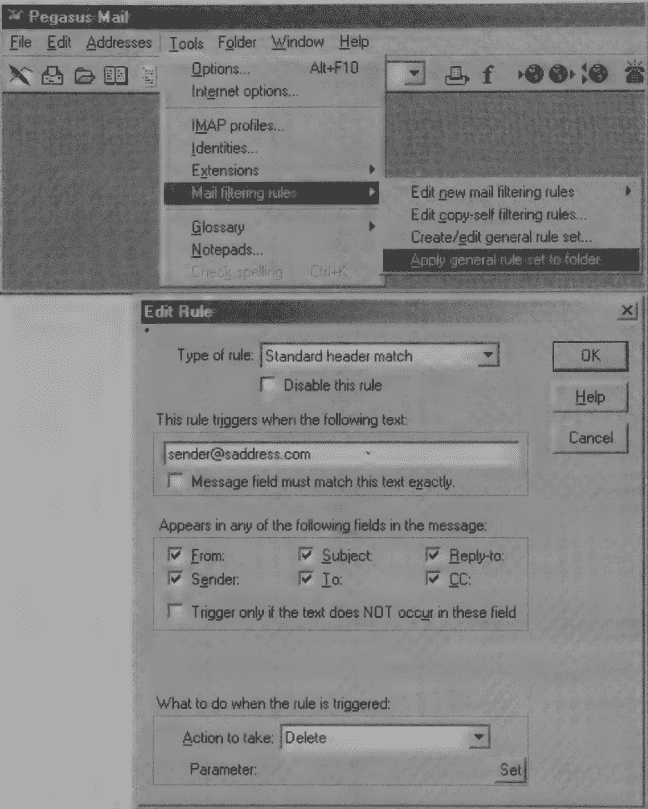 Pegasus Mail
File Edit Addresses Tools Folder Window Help
Options... Alt+F10
Internet options...
IMAP profiles...
Identities...
Extensions
Mail filtering rules
Edit new mail filtering rules
Edit copy-self filtering rules...
Create/edit general rule set...
Apply general rule set to folder
Glossary
Notepads...
Check spelling Ctrl+K
Edit Rule
Type of rule: Standard header match
OK
Disable this rule
Help
This rule triggers when the following text:
Cancel
sender@saddress.com
Message field must match this text exactly.
Appears in any of the following fields in the message:
From: Subject: Reply-to:
Sender: To: CC:
Trigger only if the text does NOT occur in these field
What to do when the rule is triggered:
Action to take: Delete
Parameter: Set